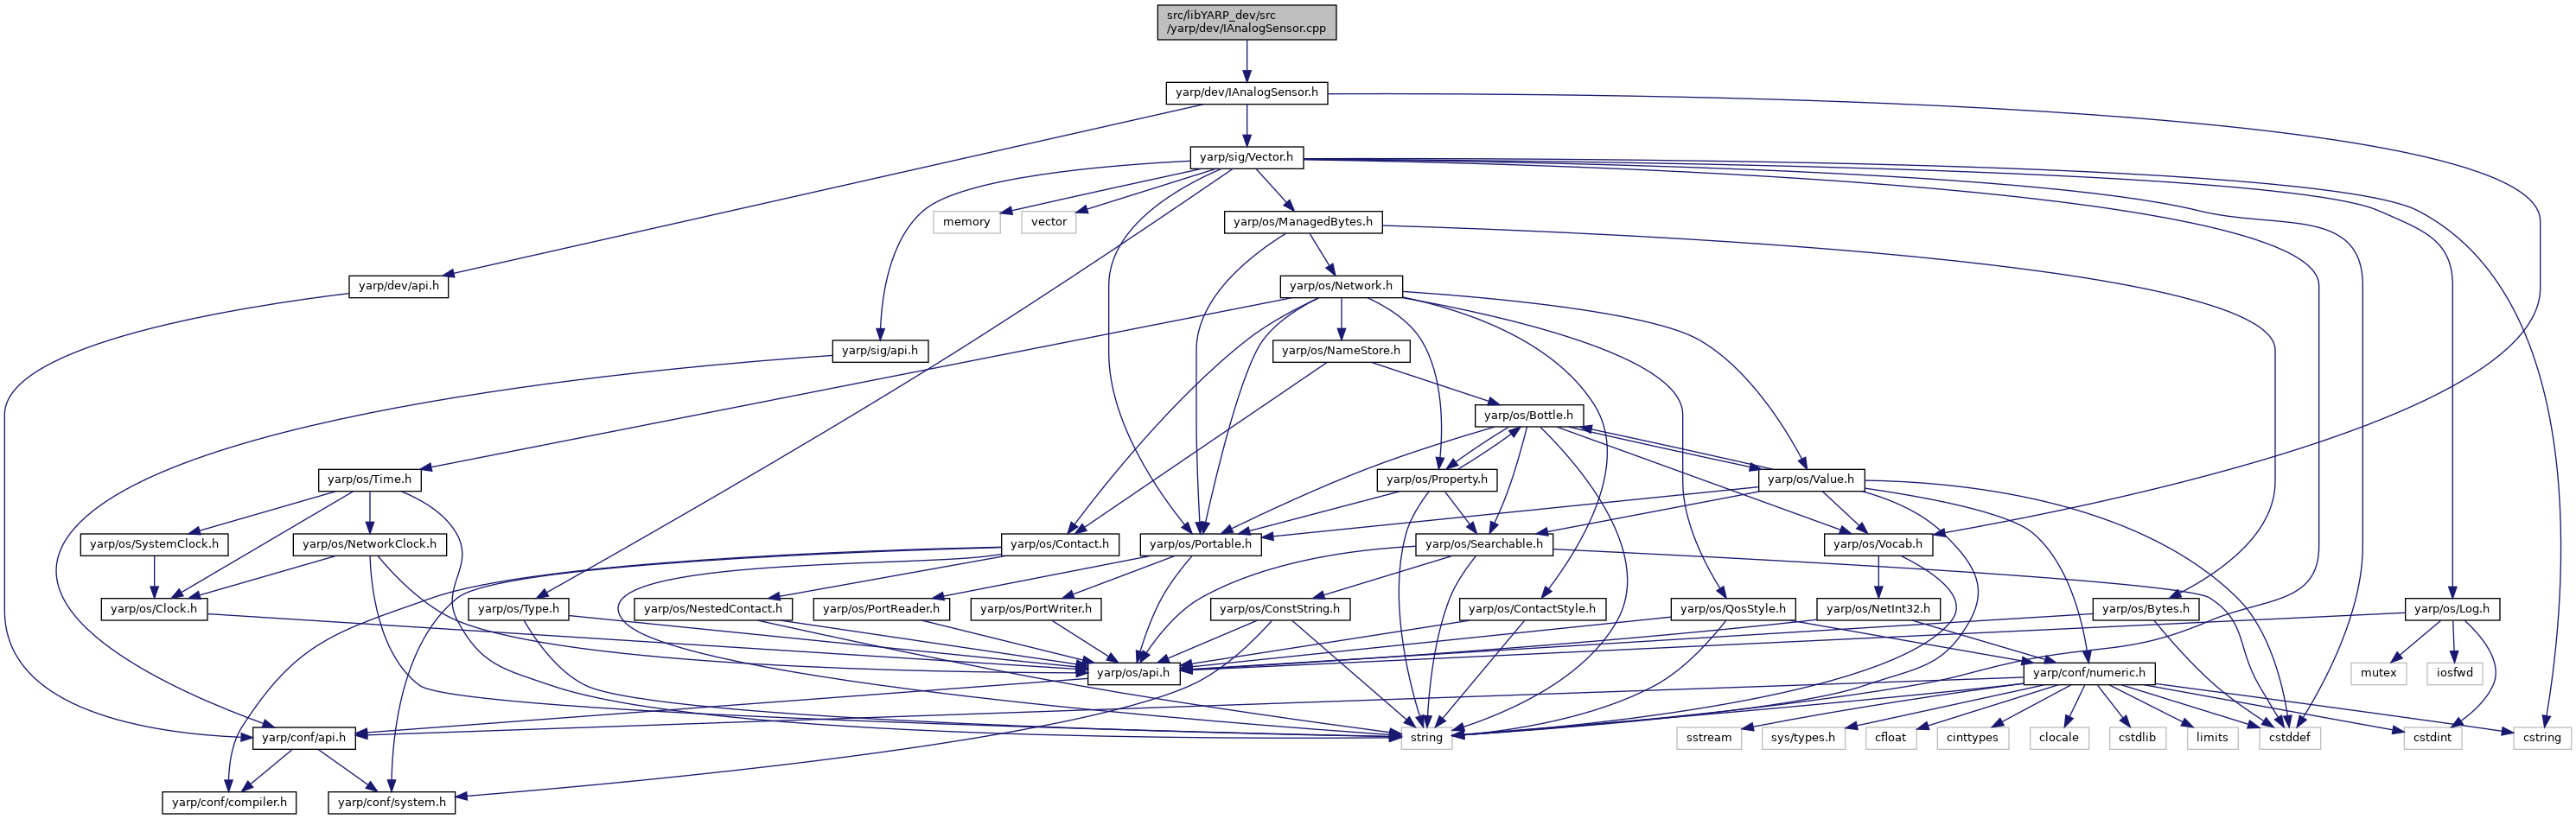 src/libYARP_dev/src
/yarp/dev/IAnalogSensor.cpp
yarp/dev/IAnalogSensor.h
yarp/sig/Vector.h
memory
vector
yarp/os/ManagedBytes.h
yarp/dev/api.h
yarp/os/Network.h
yarp/sig/api.h
yarp/os/NameStore.h
yarp/os/Bottle.h
yarp/os/Time.h
yarp/os/Property.h
yarp/os/Value.h
yarp/os/SystemClock.h
yarp/os/NetworkClock.h
yarp/os/Contact.h
yarp/os/Portable.h
yarp/os/Searchable.h
yarp/os/Vocab.h
yarp/os/Clock.h
yarp/os/Type.h
yarp/os/NestedContact.h
yarp/os/PortReader.h
yarp/os/PortWriter.h
yarp/os/ConstString.h
yarp/os/ContactStyle.h
yarp/os/QosStyle.h
yarp/os/NetInt32.h
yarp/os/Bytes.h
yarp/os/Log.h
yarp/os/api.h
yarp/conf/numeric.h
mutex
iosfwd
yarp/conf/api.h
string
sstream
sys/types.h
cfloat
cinttypes
clocale
cstdlib
limits
cstddef
cstdint
cstring
yarp/conf/compiler.h
yarp/conf/system.h